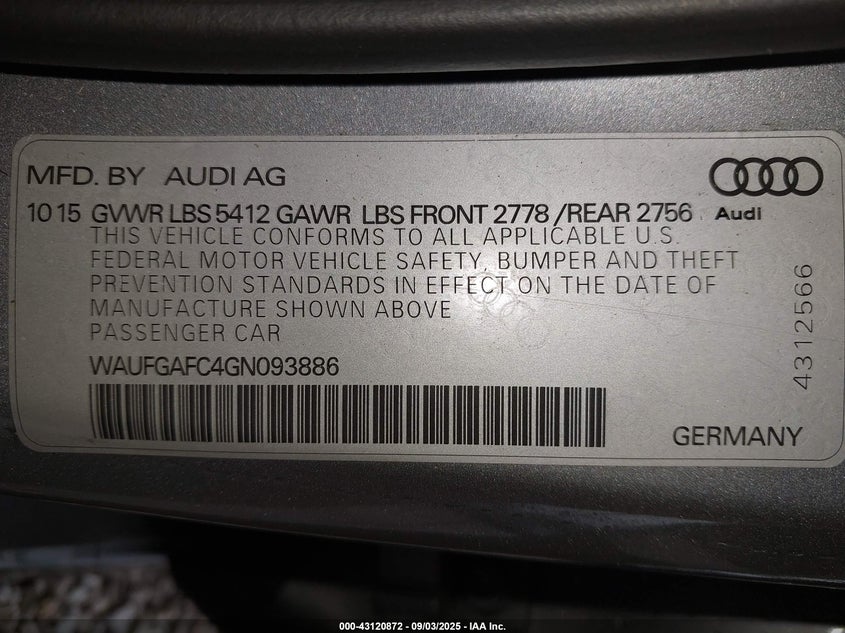 MFD. BY AUDI AG
Audi
10 15 GVWR LBS 5412 GAWR LBS FRONT 2778 /REAR 2756
THIS VEHICLE CONFORMS TO ALL APPLICABLE U.S.
FEDERAL MOTOR VEHICLE SAFETY, BUMPER AND THEFT
PREVENTION STANDARDS IN EFFECT ON THE DATE OF
MANUFACTURE SHOWN ABOVE
PASSENGER CAR
WAUFGAFC4GN093886
4312566
GERMANY
000-43120872 - 09/03/2025 - IAA Inc.